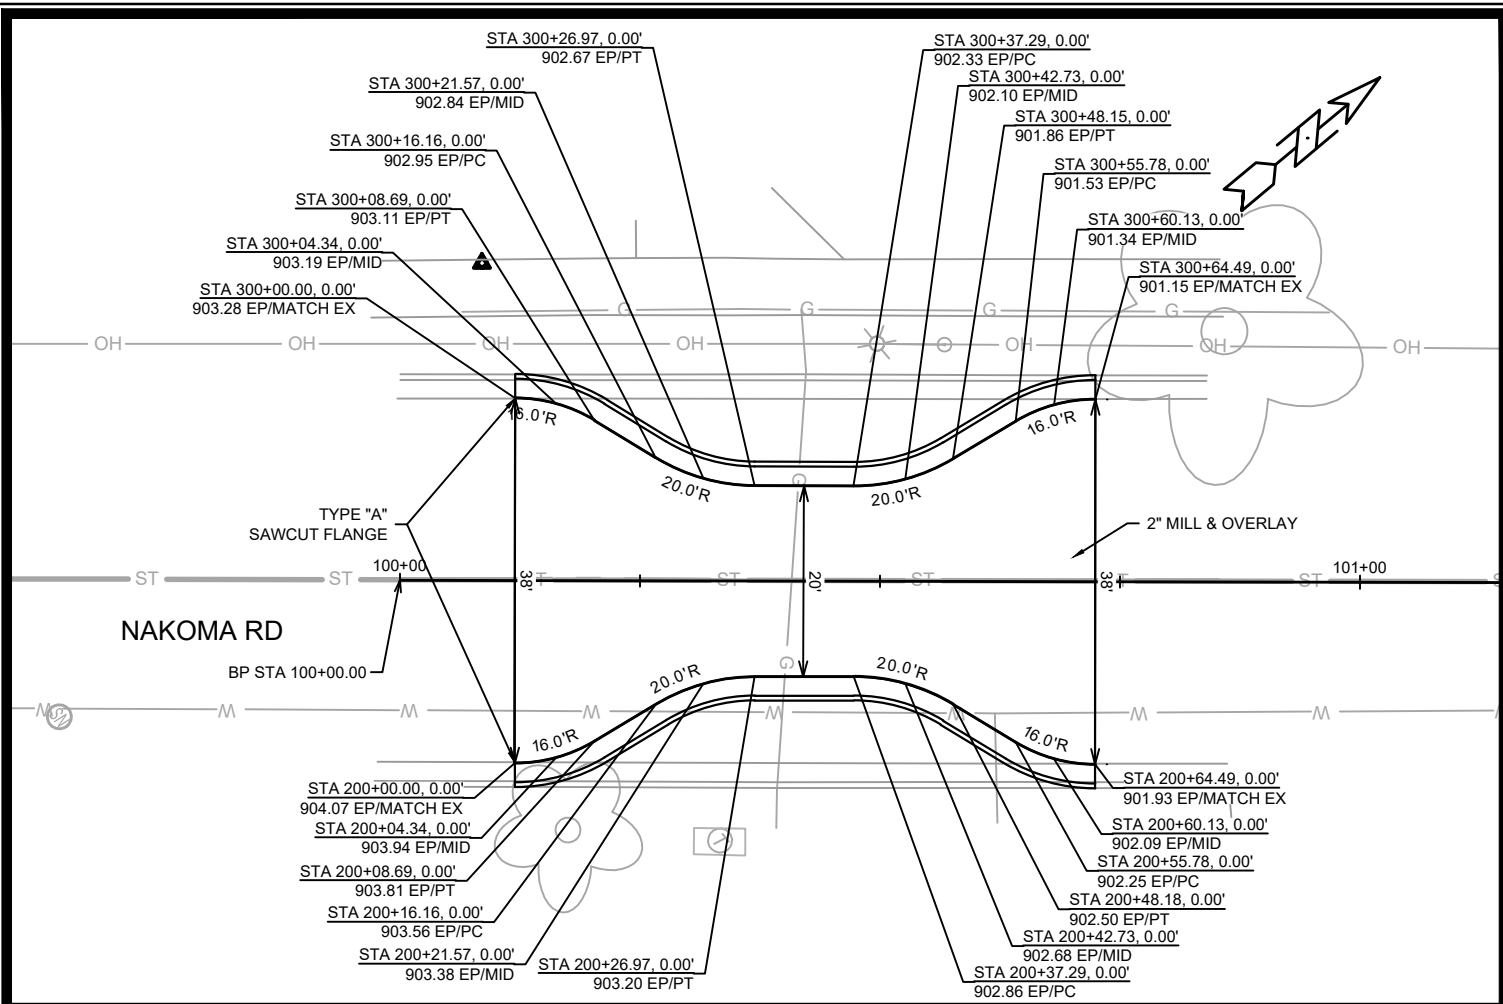 STA 300+26.97, 0.00'
902.67 EP/PT
STA 300+37.29, 0.00'
902.33 EP/PC
STA 300+21.57, 0.00'
902.84 EP/MID
STA 300+42.73, 0.00'
902.10 EP/MID
STA 300+16.16, 0.00'
902.95 EP/PC
STA 300+48.15, 0.00'
901.86 EP/PT
STA 300+08.69, 0.00'
903.11 EP/PT
STA 300+55.78, 0.00'
901.53 EP/PC
STA 300+04.34, 0.00'
903.19 EP/MID
STA 300+60.13, 0.00'
901.34 EP/MID
STA 300+00.00, 0.00'
903.28 EP/MATCH EX
STA 300+64.49, 0.00'
901.15 EP/MATCH EX
G G G G
OH OH OH OH OH OH OH
16.0'R
16.0'R
20.0'R
20.0'R
G
TYPE "A"
SAWCUT FLANGE
2" MILL & OVERLAY
100+00
101+00
ST ST ST ST ST ST ST
38'
20'
38'
NAKOMA RD
BP STA 100+00.00
G
20.0'R
20.0'R
W SW W W W W W W W
16.0'R
16.0'R
STA 200+00.00, 0.00'
904.07 EP/MATCH EX
STA 200+64.49, 0.00'
901.93 EP/MATCH EX
STA 200+04.34, 0.00'
903.94 EP/MID
STA 200+60.13, 0.00'
902.09 EP/MID
STA 200+08.69, 0.00'
903.81 EP/PT
STA 200+55.78, 0.00'
902.25 EP/PC
STA 200+16.16, 0.00'
903.56 EP/PC
STA 200+48.18, 0.00'
902.50 EP/PT
STA 200+21.57, 0.00'
903.38 EP/MID
STA 200+42.73, 0.00'
902.68 EP/MID
STA 200+26.97, 0.00'
903.20 EP/PT
STA 200+37.29, 0.00'
902.86 EP/PC